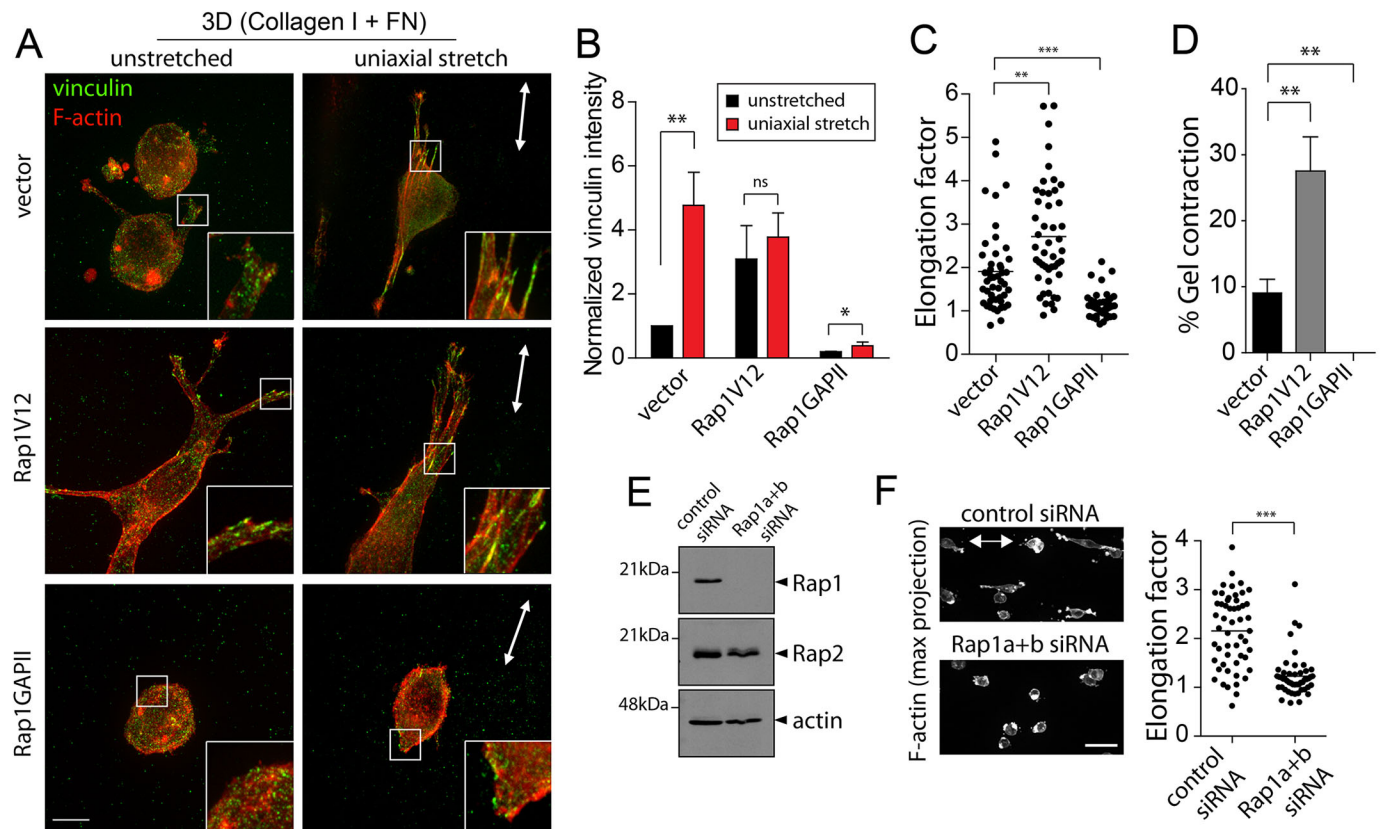 A
3D (Collagen I + FN)
unstretched
uniaxial stretch
vinculin
F-actin
vector
Rap1V12
Rap1GAPII
B
Normalized vinculin intensity
8
6
4
2
0
unstretched
uniaxial stretch
**
ns
*
vector
Rap1V12
Rap1GAPII
C
Elongation factor
6
5
4
3
2
1
0
***
**
vector
Rap1V12
Rap1GAPII
D
% Gel contraction
40
30
20
10
0
**
**
vector
Rap1V12
Rap1GAPII
E
control
siRNA
Rap1a+b
siRNA
21kDa
Rap1
21kDa
Rap2
48kDa
actin
F
F-actin (max projection)
control siRNA
Rap1a+b siRNA
Elongation factor
4
3
2
1
0
***
control
siRNA
Rap1a+b
siRNA